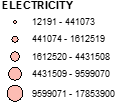 ELECTRICITY
12191 - 441073
441074 - 1612519
1612520 - 4431508
4431509 - 9599070
9599071 - 17853900